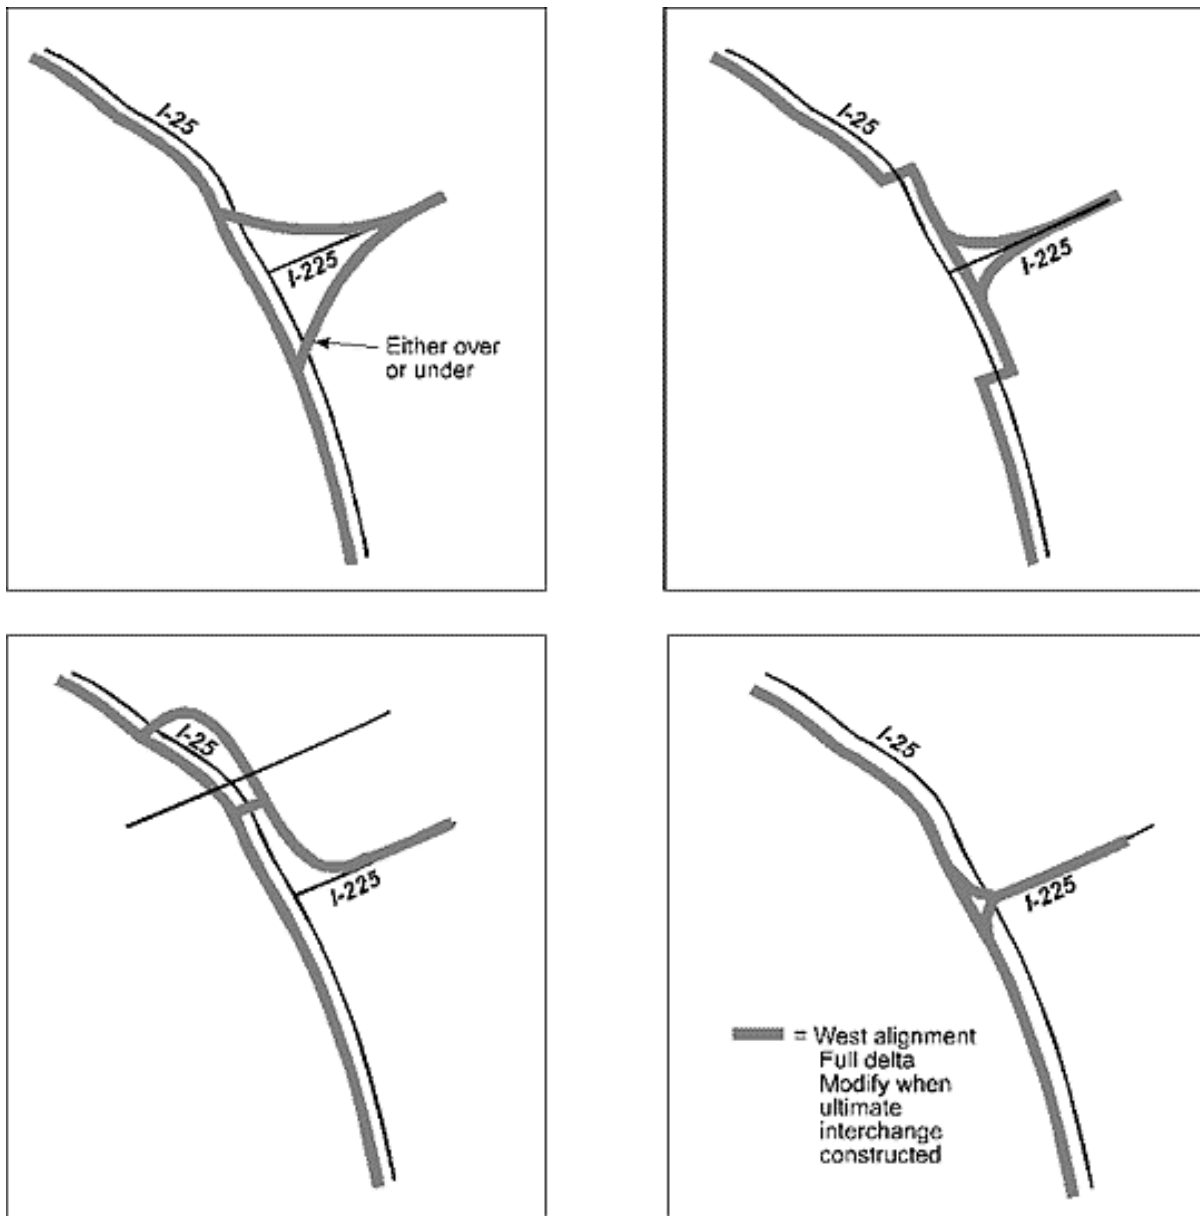 I-25
I-225
Either over
or under
I-25
I-225
I-25
I-225
I-25
I-225
= West alignment
Full delta
Modify when
ultimate
interchange
constructed